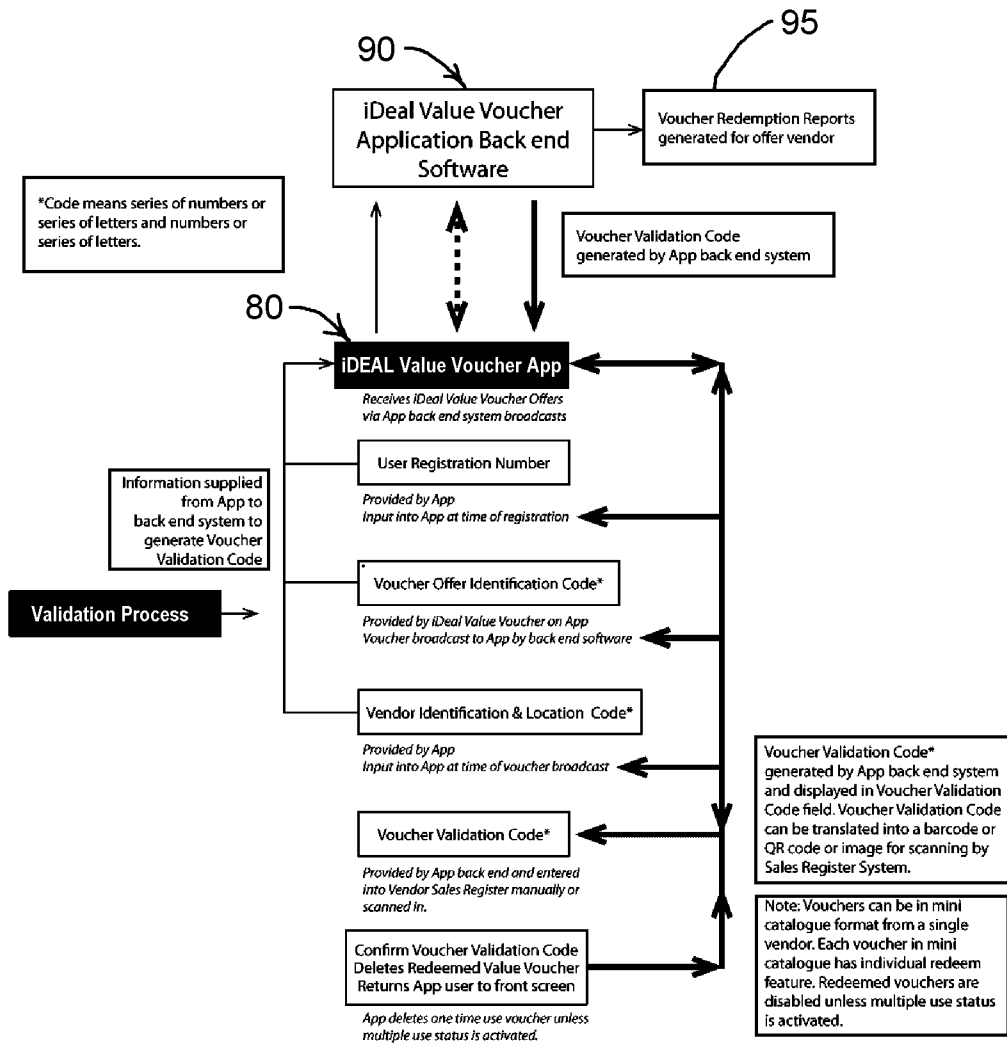 90
95
iDeal Value Voucher
Application Back end
Software
Voucher Redemption Reports
generated for offer vendor
*Code means series of numbers or
series of letters and numbers or
series of letters.
Voucher Validation Code
generated by App back end system
80
iDEAL Value Voucher App
Receives iDeal Value Voucher Offers
via App back end system broadcasts
User Registration Number
Provided by App
Input into App at time of registration
Information supplied
from App to
back end system to
generate Voucher
Validation Code
Voucher Offer Identification Code*
Provided by iDeal Value Voucher on App
Voucher broadcast to App by back end software
Validation Process
Vendor Identification & Location Code*
Provided by App
Input into App at time of voucher broadcast
Voucher Validation Code*
generated by App back end system
and displayed in Voucher Validation
Code field. Voucher Validation Code
can be translated into a barcode or
QR code or image for scanning by
Sales Register System.
Voucher Validation Code*
Provided by App back end and entered
into Vendor Sales Register manually or
scanned in.
Note: Vouchers can be in mini
catalogue format from a single
vendor. Each voucher in mini
catalogue has individual redeem
feature. Redeemed vouchers are
disabled unless multiple use status
is activated.
Confirm Voucher Validation Code
Deletes Redeemed Value Voucher
Returns App user to front screen
App deletes one time use voucher unless
multiple use status is activated.